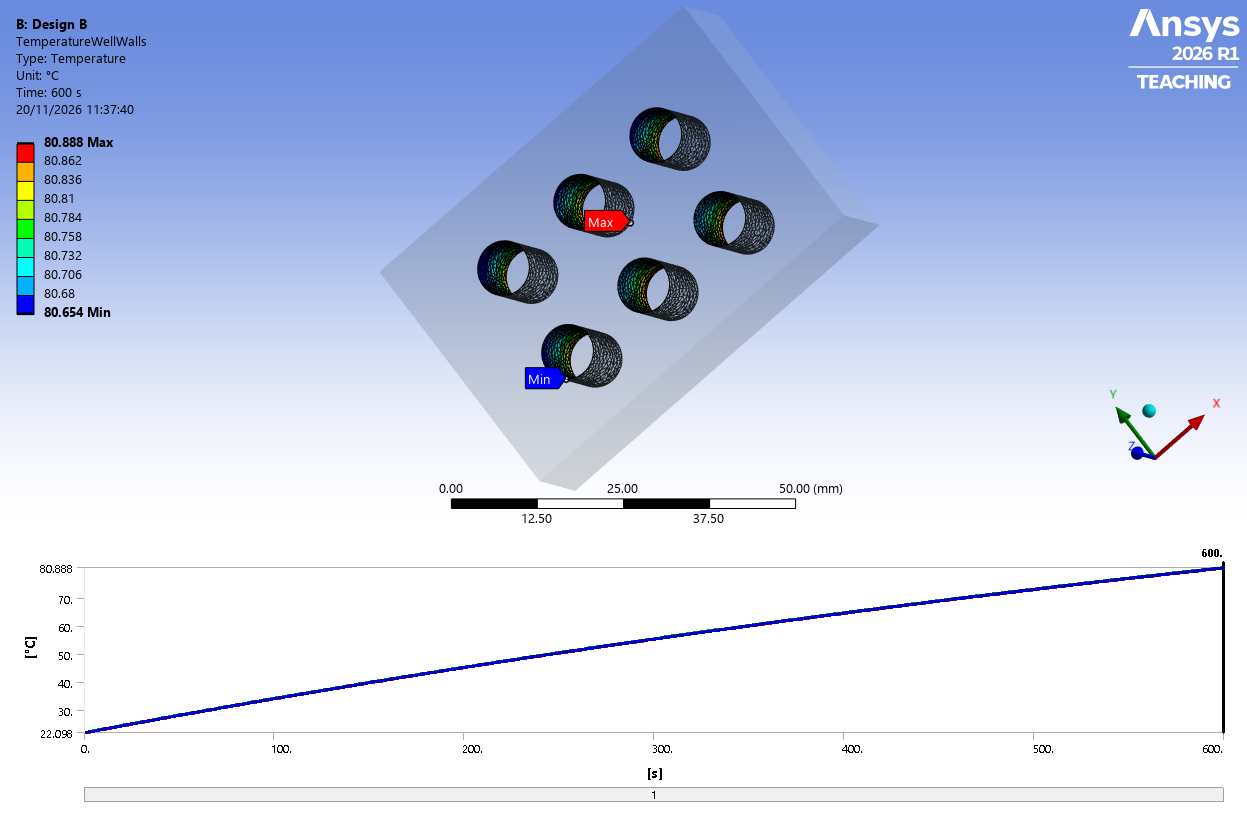 B: Design B
TemperatureWellWalls
Type: Temperature
Unit: °C
Time: 600 s
20/11/2026 11:37:40
80.888 Max
80.862
80.836
80.81
80.784
80.758
80.732
80.706
80.68
80.654 Min
Ansys
2026 R1
TEACHING
Max
Min
Y
X
Z
0.00 25.00 50.00 (mm)
12.50 37.50
600.
80.888
70.
60.
50.
40.
30.
22.098
[°C]
0. 100. 200. 300. 400. 500. 600.
[s]
1